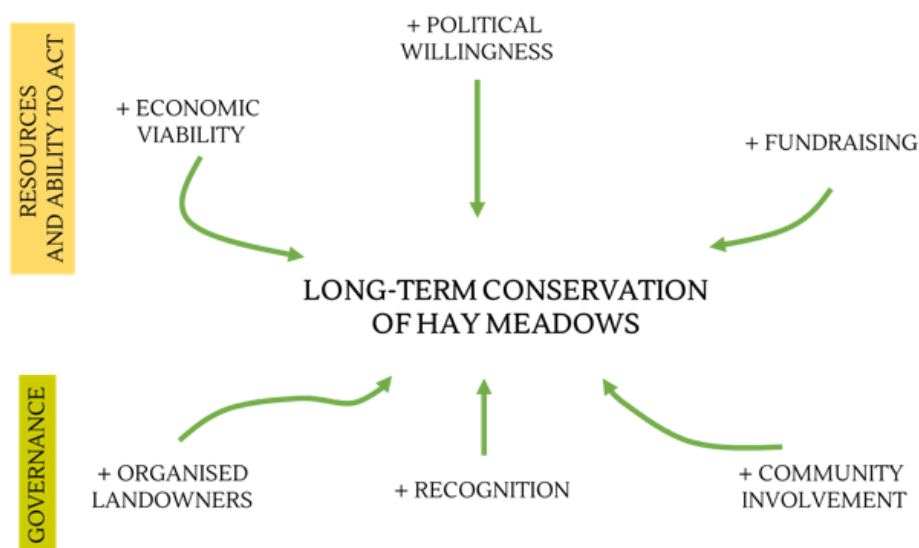 RESOURCES
AND ABILITY TO ACT
+ POLITICAL
WILLINGNESS
+ ECONOMIC
VIABILITY
+ FUNDRAISING
LONG-TERM CONSERVATION
OF HAY MEADOWS
GOVERNANCE
+ ORGANISED
LANDOWNERS
+ RECOGNITION
+ COMMUNITY
INVOLVEMENT